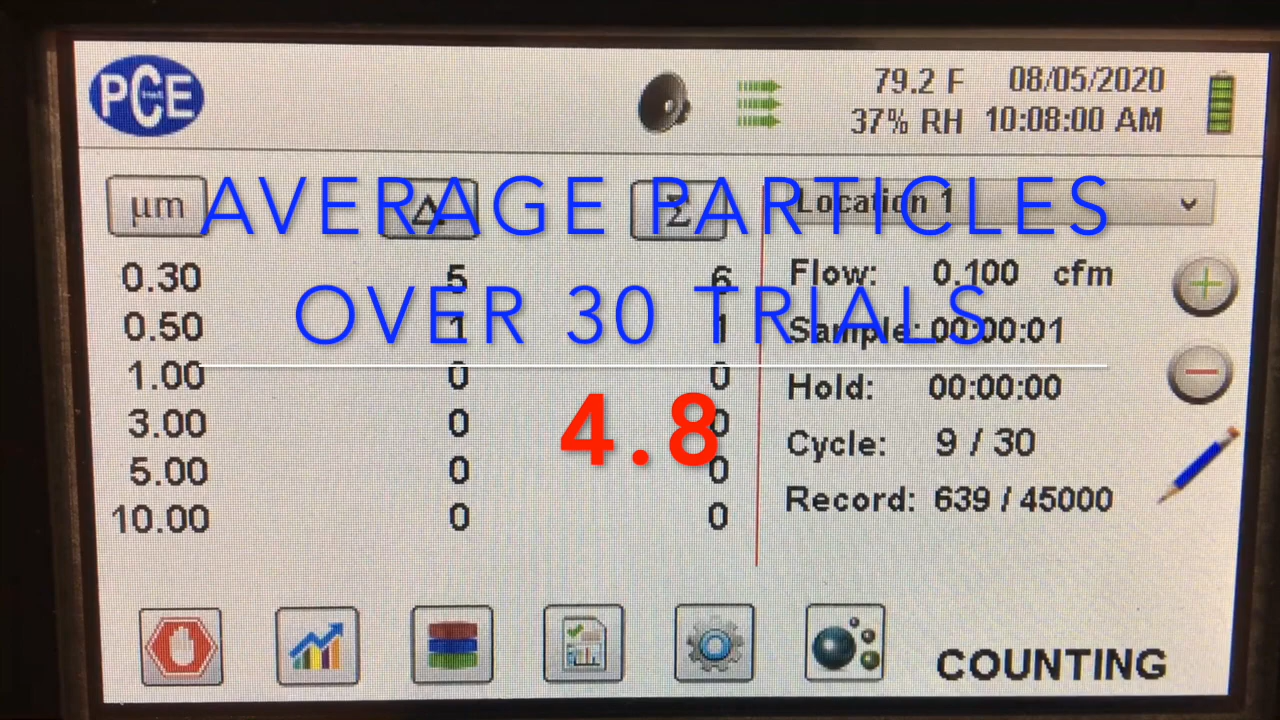 PCE
79.2 F 08/05/2020
37% RH 10:08:00 AM
µm Δ Σ Location 1
AVERAGE PARTICLES
OVER 30 TRIALS
4.8
0.30 5 6
0.50 1 1
1.00 0 0
3.00 0 0
5.00 0 0
10.00 0 0
Flow: 0.100 cfm
Sample: 00:00:01
Hold: 00:00:00
Cycle: 9 / 30
Record: 639 / 45000
COUNTING